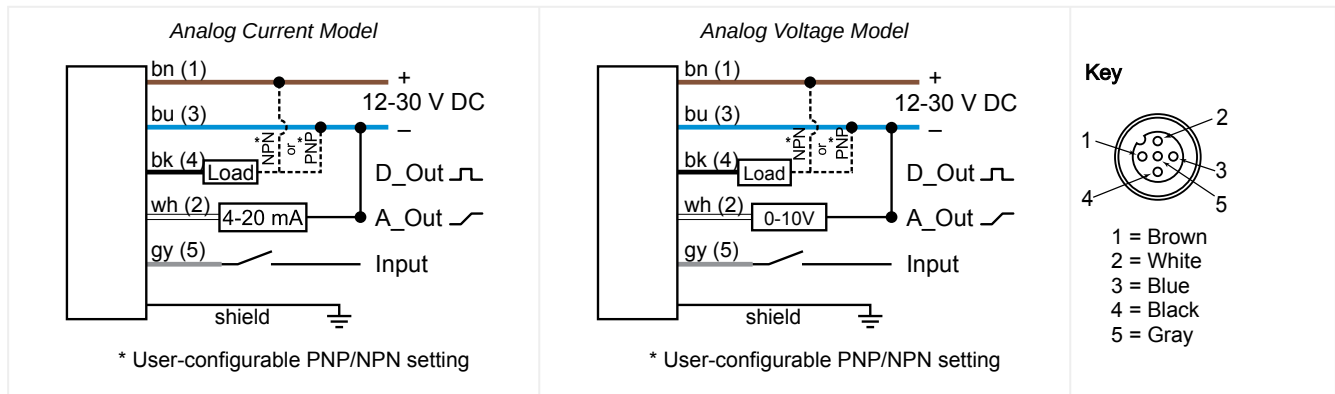 Analog Current Model
bn (1)
+
12-30 V DC
bu (3)
–
* NPN
or
* PNP
bk (4)
Load
D_Out
wh (2)
4-20 mA
A_Out
gy (5)
Input
shield
* User-configurable PNP/NPN setting
Analog Voltage Model
bn (1)
+
12-30 V DC
bu (3)
–
* NPN
or
* PNP
bk (4)
Load
D_Out
wh (2)
0-10V
A_Out
gy (5)
Input
shield
* User-configurable PNP/NPN setting
Key
2
1
3
4
5
1 = Brown
2 = White
3 = Blue
4 = Black
5 = Gray